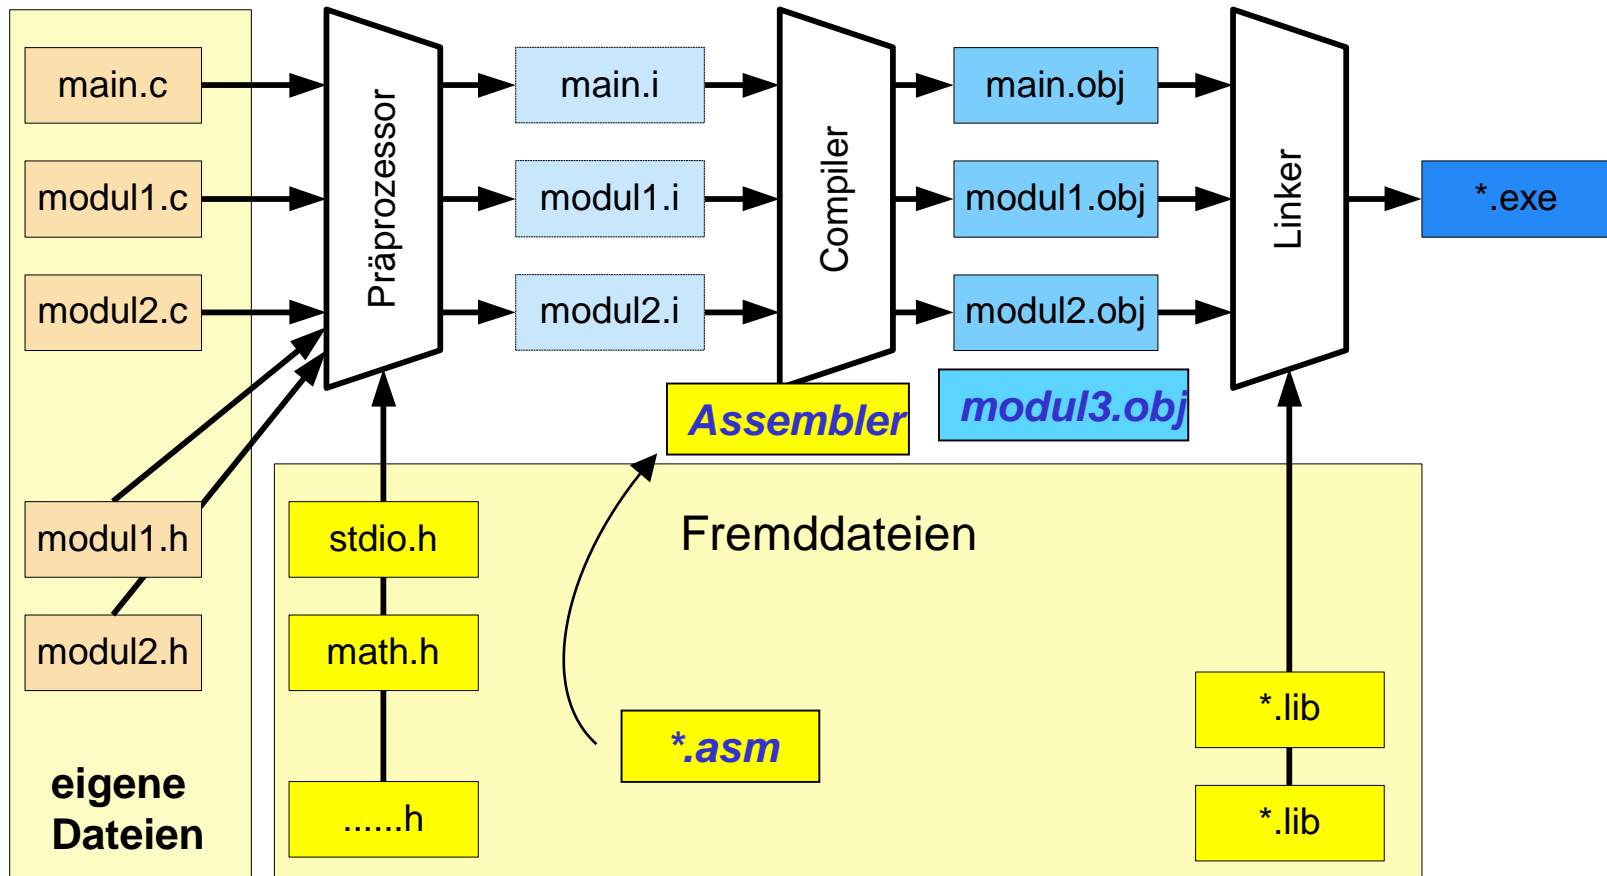 main.c
main.i
main.obj
modul1.c
modul1.i
modul1.obj
*.exe
modul2.c
modul2.i
modul2.obj
Präprozessor
Compiler
Linker
Assembler
modul3.obj
modul1.h
stdio.h
Fremddateien
modul2.h
math.h
*.asm
*.lib
eigene
Dateien
......h
*.lib